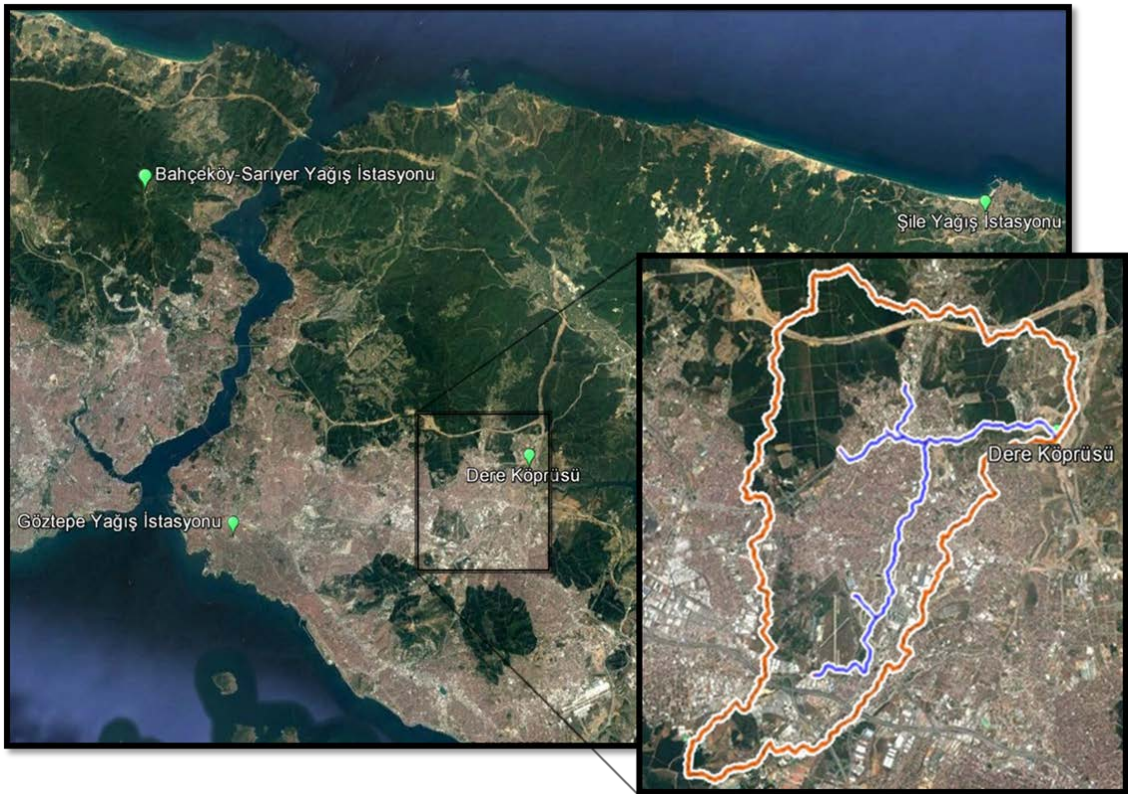 Bahçeköy-Sarıyer Yağış İstasyonu
Şile Yağış İstasyonu
Dere Köprüsü
Göztepe Yağış İstasyonu
Dere Köprüsü